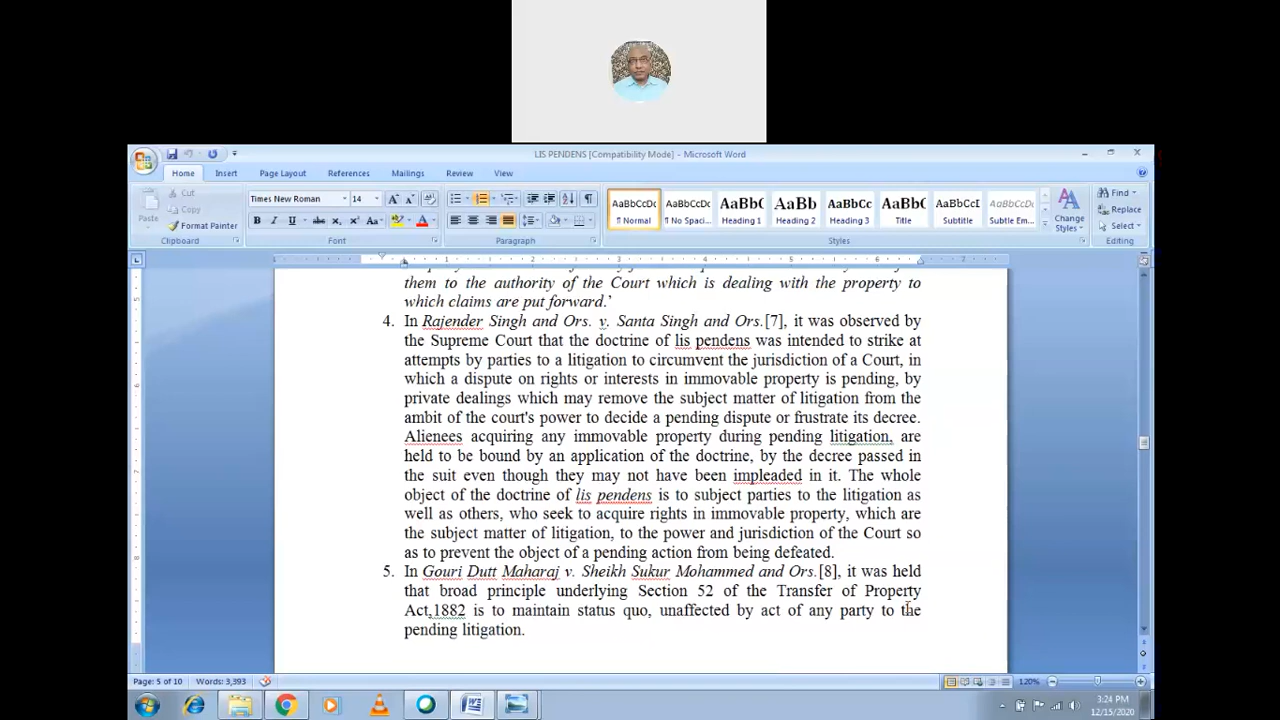 LIS PENDENS [Compatibility Mode] - Microsoft Word
Home Insert Page Layout References Mailings Review View
Paste
Cut
Copy
Format Painter
Clipboard
Times New Roman 14
Font
Paragraph
AaBbCcDc AaBbCcDc AaBbC AaBb AaBbCc AaBbC AaBbCcI AaBbCcDc
¶ Normal ¶ No Spaci... Heading 1 Heading 2 Heading 3 Title Subtitle Subtle Em...
Change Styles
Styles
Find
Replace
Select
Editing
them to the authority of the Court which is dealing with the property to
which claims are put forward.’
4. In Rajender Singh and Ors. v. Santa Singh and Ors.[7], it was observed by
the Supreme Court that the doctrine of lis pendens was intended to strike at
attempts by parties to a litigation to circumvent the jurisdiction of a Court, in
which a dispute on rights or interests in immovable property is pending, by
private dealings which may remove the subject matter of litigation from the
ambit of the court's power to decide a pending dispute or frustrate its decree.
Alienees acquiring any immovable property during pending litigation, are
held to be bound by an application of the doctrine, by the decree passed in
the suit even though they may not have been impleaded in it. The whole
object of the doctrine of lis pendens is to subject parties to the litigation as
well as others, who seek to acquire rights in immovable property, which are
the subject matter of litigation, to the power and jurisdiction of the Court so
as to prevent the object of a pending action from being defeated.
5. In Gouri Dutt Maharaj v. Sheikh Sukur Mohammed and Ors.[8], it was held
that broad principle underlying Section 52 of the Transfer of Property
Act,1882 is to maintain status quo, unaffected by act of any party to the
pending litigation.
Page: 5 of 10 Words: 3,393 120%
3:24 PM
12/15/2020